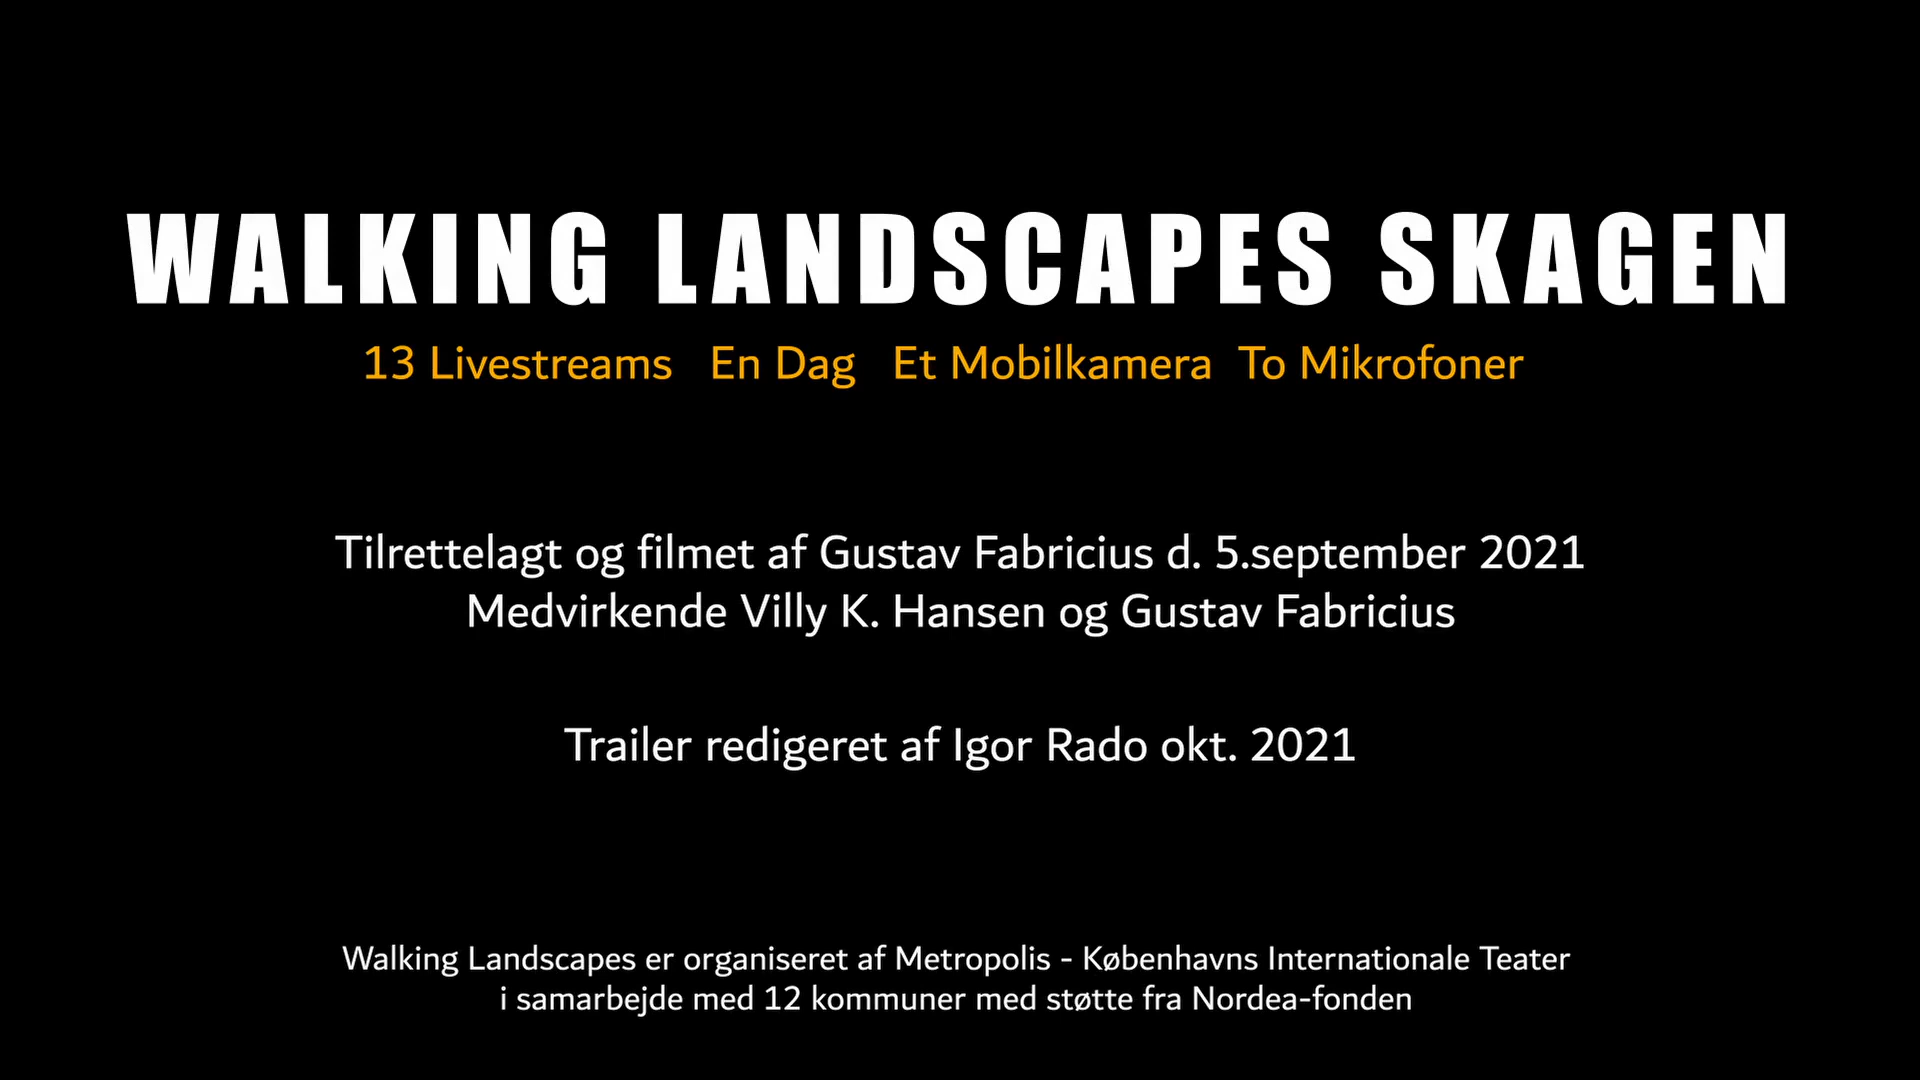 WALKING LANDSCAPES SKAGEN
13 Livestreams En Dag Et Mobilkamera To Mikrofoner
Tilrettelagt og filmet af Gustav Fabricius d. 5.september 2021
Medvirkende Villy K. Hansen og Gustav Fabricius
Trailer redigeret af Igor Rado okt. 2021
Walking Landscapes er organiseret af Metropolis - Københavns Internationale Teater
i samarbejde med 12 kommuner med støtte fra Nordea-fonden